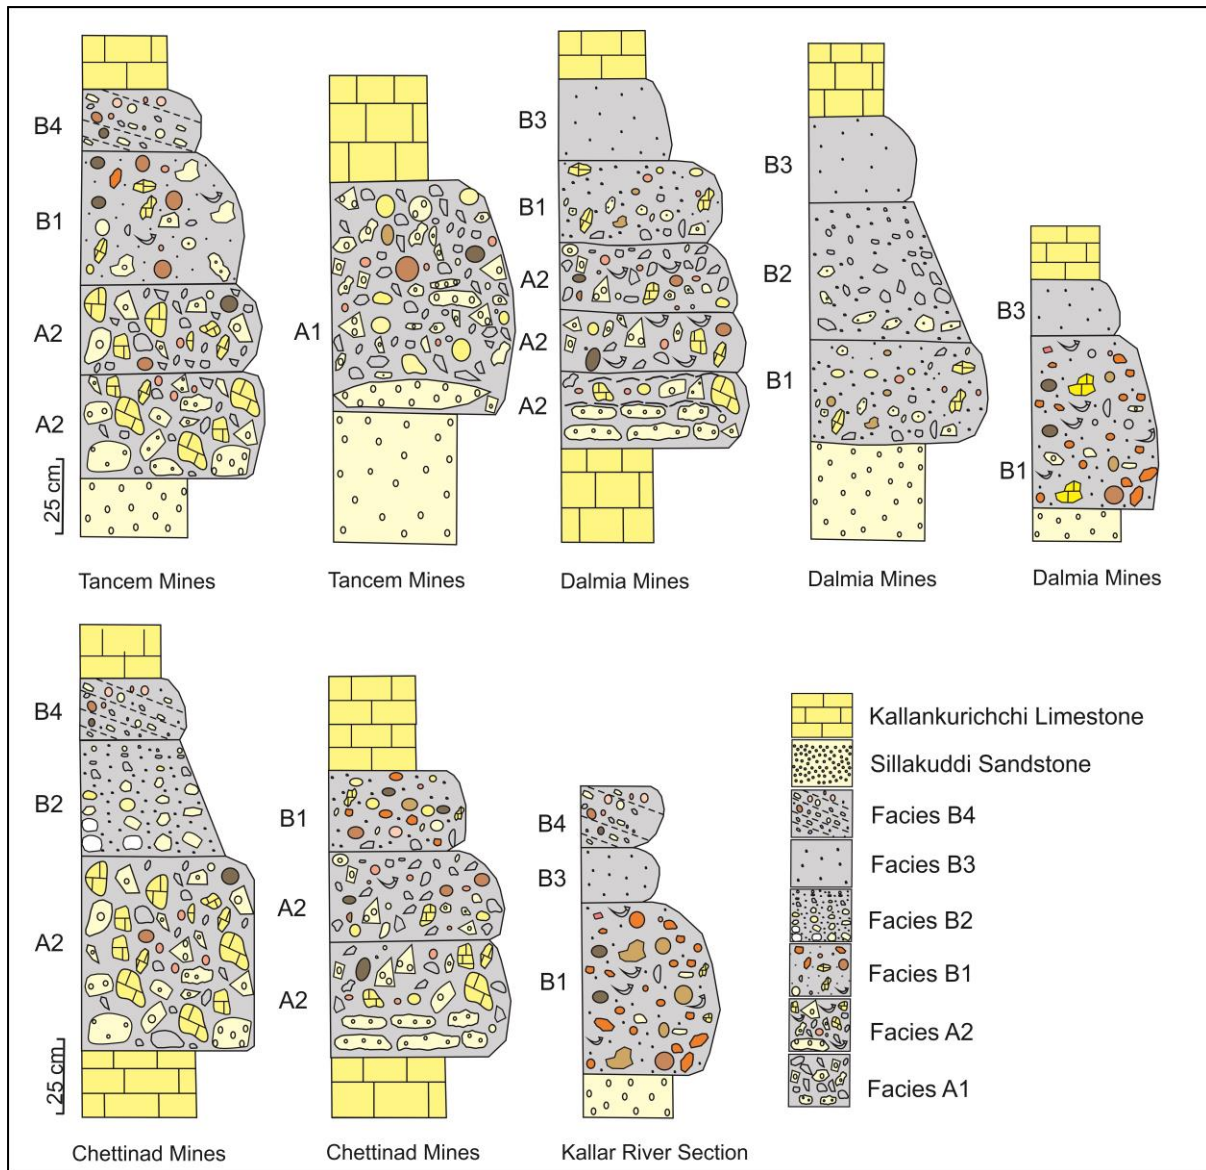 B4
B1
A2
A2
25 cm
Tancem Mines
A1
Tancem Mines
B3
B1
A2
A2
A2
Dalmia Mines
B3
B2
B1
Dalmia Mines
B3
B1
Dalmia Mines
B4
B2
A2
25 cm
Chettinad Mines
B1
A2
A2
Chettinad Mines
B4
B3
B1
Kallar River Section
Kallankurichchi Limestone
Sillakuddi Sandstone
Facies B4
Facies B3
Facies B2
Facies B1
Facies A2
Facies A1